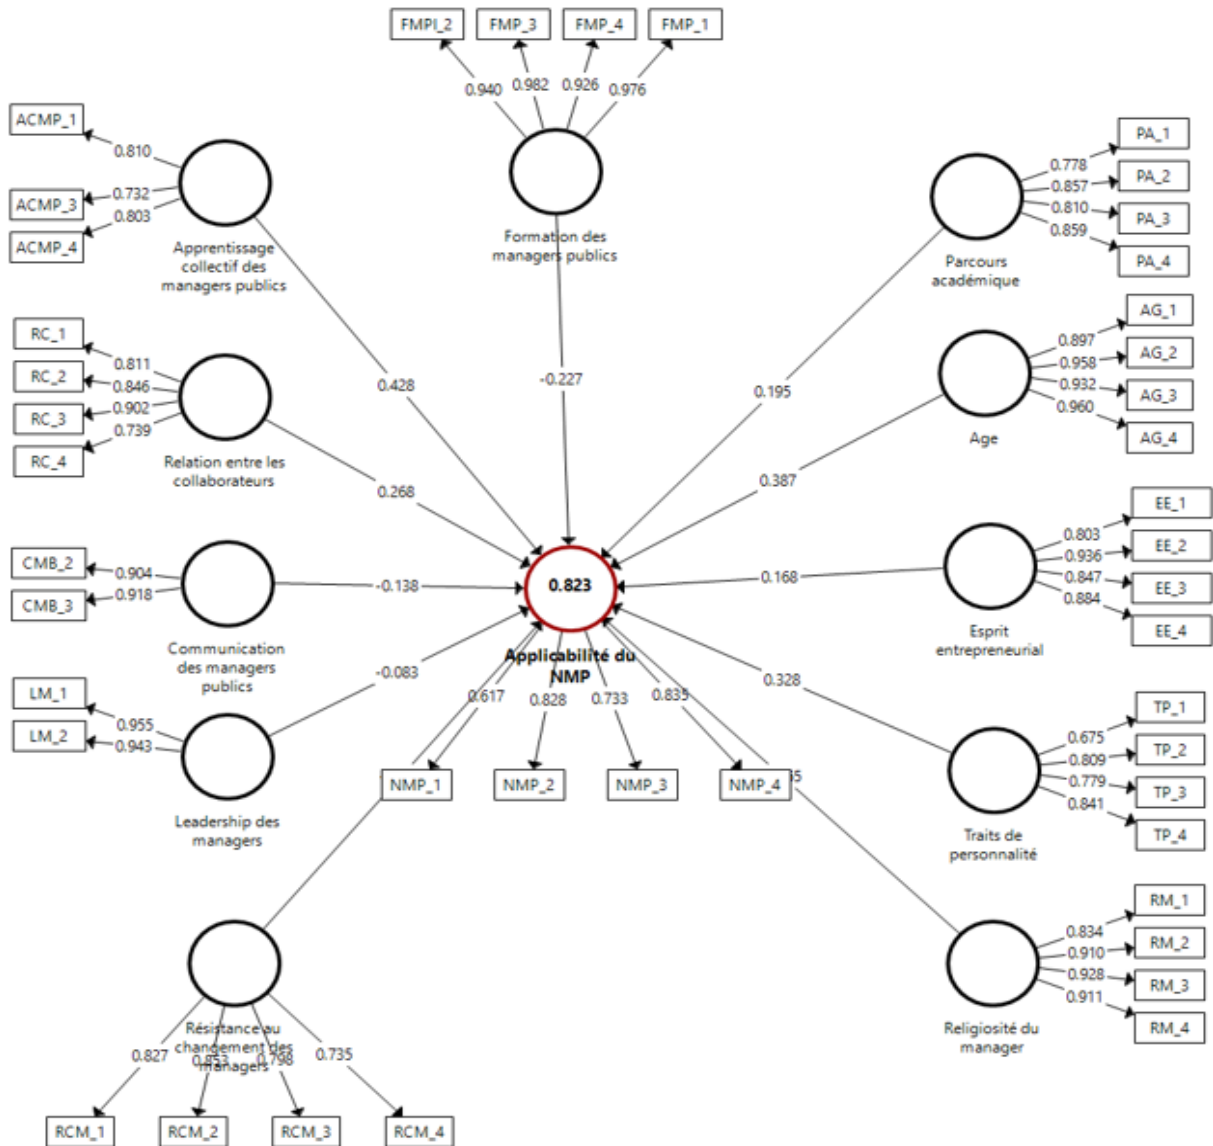 FMPI_2
FMP_3
FMP_4
FMP_1
0.940
0.982
0.926
0.976
Formation des
managers publics
-0.227
ACMP_1
ACMP_3
ACMP_4
0.810
0.732
0.803
Apprentissage
collectif des
managers publics
0.428
RC_1
RC_2
RC_3
RC_4
0.811
0.846
0.902
0.739
Relation entre les
collaborateurs
0.268
CMB_2
CMB_3
0.904
0.918
Communication
des managers
publics
-0.138
LM_1
LM_2
0.955
0.943
Leadership des
managers
-0.083
PA_1
PA_2
PA_3
PA_4
0.778
0.857
0.810
0.859
Parcours
académique
0.195
AG_1
AG_2
AG_3
AG_4
0.897
0.958
0.932
0.960
Age
0.387
EE_1
EE_2
EE_3
EE_4
0.803
0.936
0.847
0.884
Esprit
entrepreneurial
0.168
0.823
Applicabilité du
NMP
0.617
0.828
0.733
0.835
NMP_1
NMP_2
NMP_3
NMP_4
TP_1
TP_2
TP_3
TP_4
0.675
0.809
0.779
0.841
Traits de
personnalité
0.328
RM_1
RM_2
RM_3
RM_4
0.834
0.910
0.928
0.911
Religiosité du
manager
Résistance au
changement des
managers
0.827
0.853
0.798
0.735
RCM_1
RCM_2
RCM_3
RCM_4